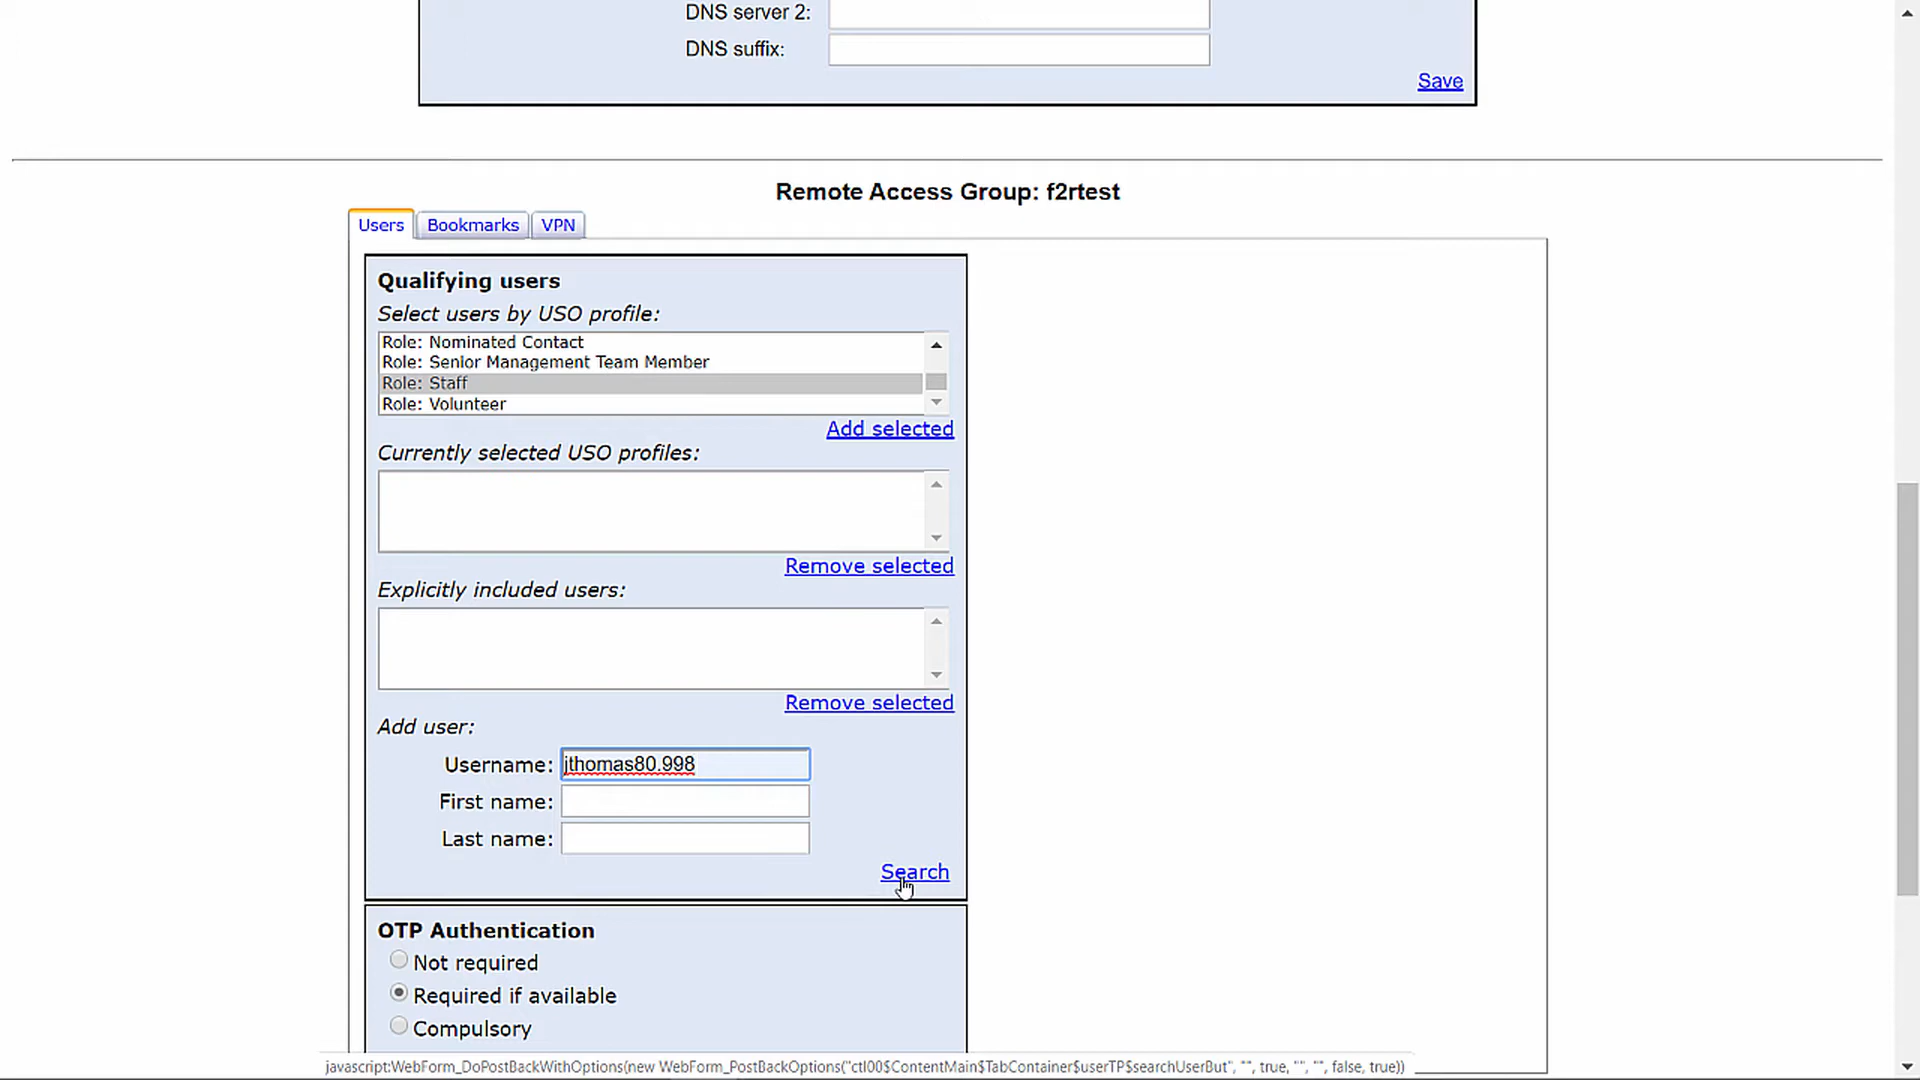 DNS server 2:
DNS suffix:
Save
Remote Access Group: f2rtest
Users Bookmarks VPN
Qualifying users
Select users by USO profile:
Role: Nominated Contact
Role: Senior Management Team Member
Role: Staff
Role: Volunteer
Add selected
Currently selected USO profiles:
Remove selected
Explicitly included users:
Remove selected
Add user:
Username: jthomas80.998
First name:
Last name:
Search
OTP Authentication
Not required
Required if available
Compulsory
javascript:WebForm_DoPostBackWithOptions(new WebForm_PostBackOptions("ctl00$ContentMain$TabContainer$userTP$searchUserBut", "", true, "", "", false, true))